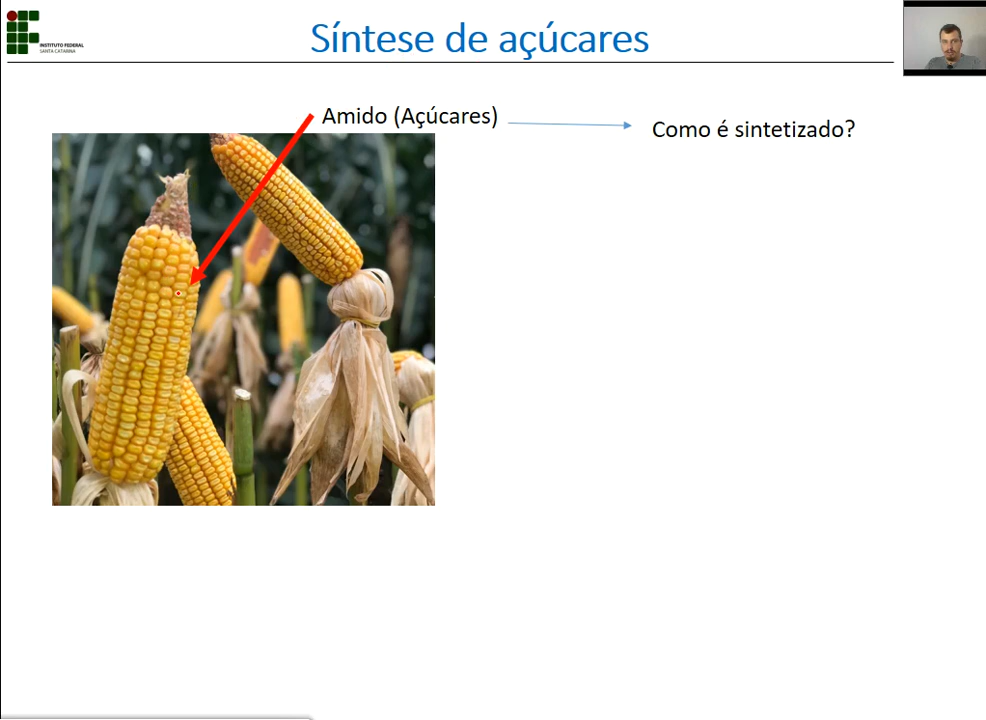 INSTITUTO FEDERAL
SANTA CATARINA
Síntese de açúcares
Amido (Açúcares)
Como é sintetizado?